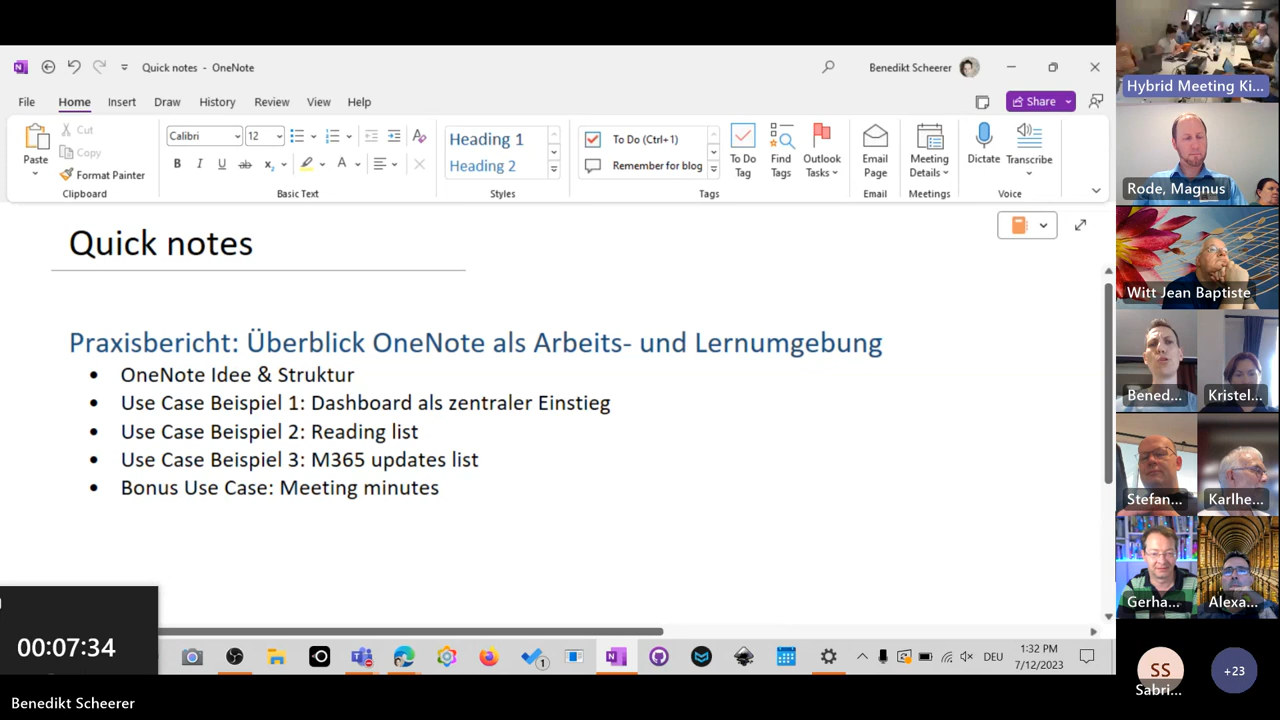 Quick notes - OneNote
Benedikt Scheerer
File Home Insert Draw History Review View Help
Share
Paste
Cut
Copy
Format Painter
Clipboard
Calibri 12
B I U ab x₂ A
Basic Text
Heading 1
Heading 2
Styles
To Do (Ctrl+1)
Remember for blog
To Do Tag
Find Tags
Outlook Tasks
Tags
Email Page
Email
Meeting Details
Meetings
Dictate
Transcribe
Voice
Quick notes
Praxisbericht: Überblick OneNote als Arbeits- und Lernumgebung
• OneNote Idee & Struktur
• Use Case Beispiel 1: Dashboard als zentraler Einstieg
• Use Case Beispiel 2: Reading list
• Use Case Beispiel 3: M365 updates list
• Bonus Use Case: Meeting minutes
00:07:34
1
DEU
1:32 PM
7/12/2023
Benedikt Scheerer
Hybrid Meeting Ki...
Rode, Magnus
Witt Jean Baptiste
Bened...
Kristel...
Stefan...
Karlhe...
Gerha...
Alexa...
SS
Sabri...
+23